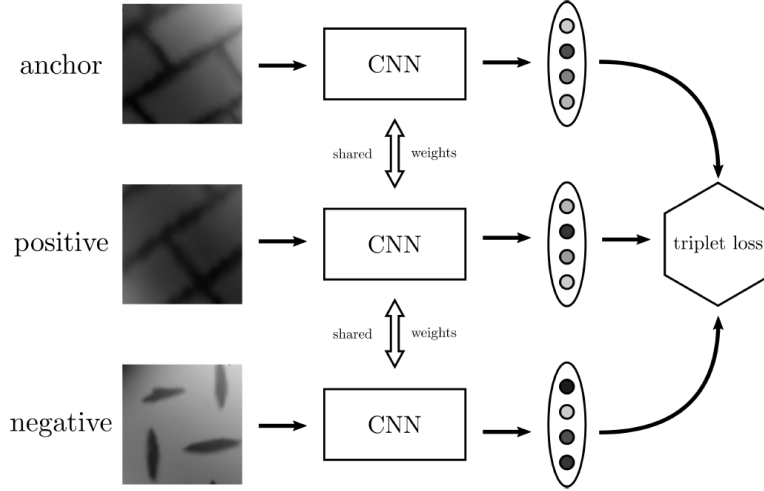 anchor
CNN
shared weights
positive
CNN
triplet loss
shared weights
negative
CNN